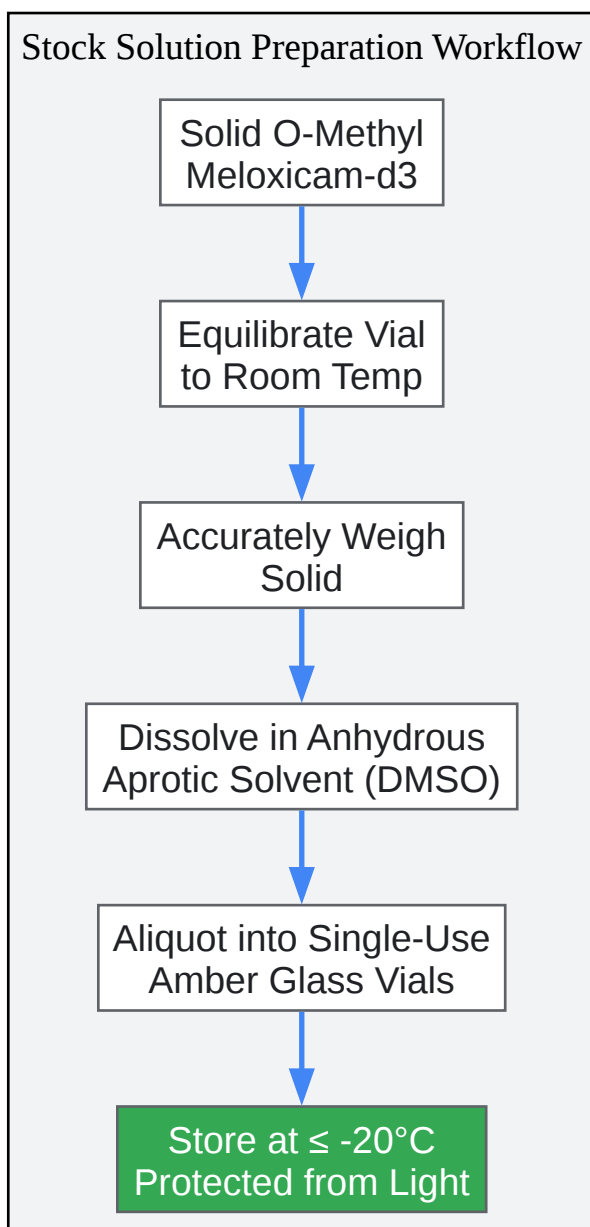 Stock Solution Preparation Workflow
Solid O-Methyl
Meloxicam-d3
Equilibrate Vial
to Room Temp
Accurately Weigh
Solid
Dissolve in Anhydrous
Aprotic Solvent (DMSO)
Aliquot into Single-Use
Amber Glass Vials
Store at ≤ -20°C
Protected from Light